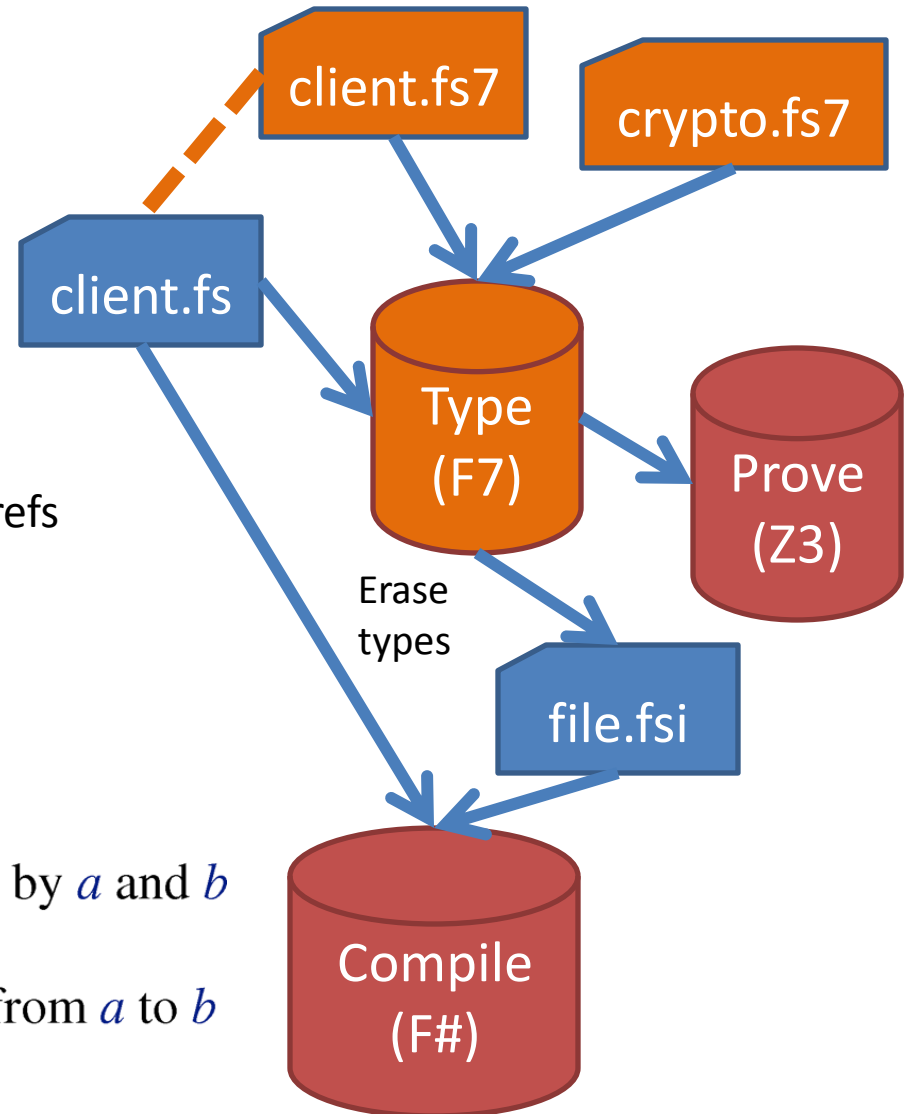 client.fs7
crypto.fs7
client.fs
Type
(F7)
Prove
(Z3)
refs
Erase
types
file.fsi
by a and b
Compile
(F#)
from a to b